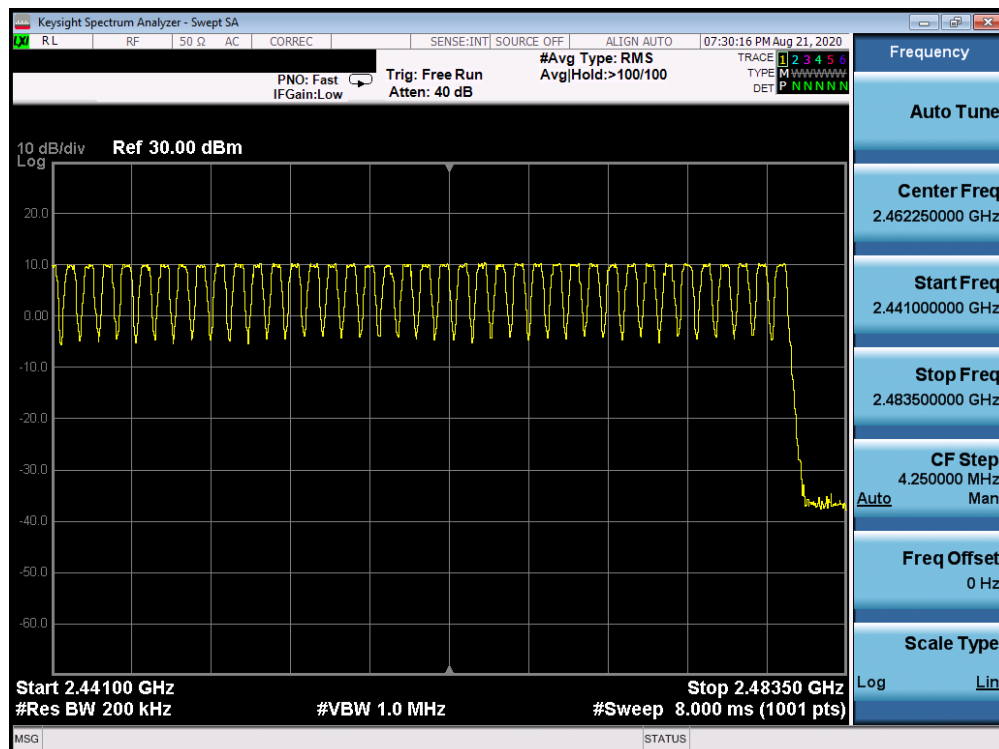 Keysight Spectrum Analyzer - Swept SA
LXI RL RF 50 Ω AC CORREC SENSE:INT SOURCE OFF ALIGN AUTO 07:30:16 PM Aug 21, 2020
#Avg Type: RMS
TRACE 1 2 3 4 5 6
PNO: Fast Trig: Free Run Avg|Hold:>100/100
TYPE M WWWWW
IFGain:Low Atten: 40 dB
DET P N N N N N
10 dB/div Ref 30.00 dBm
Log
20.0
10.0
0.00
-10.0
-20.0
-30.0
-40.0
-50.0
-60.0
Start 2.44100 GHz Stop 2.48350 GHz
#Res BW 200 kHz #VBW 1.0 MHz #Sweep 8.000 ms (1001 pts)
MSG STATUS
Frequency
Auto Tune
Center Freq
2.462250000 GHz
Start Freq
2.441000000 GHz
Stop Freq
2.483500000 GHz
CF Step
4.250000 MHz
Auto Man
Freq Offset
0 Hz
Scale Type
Log Lin